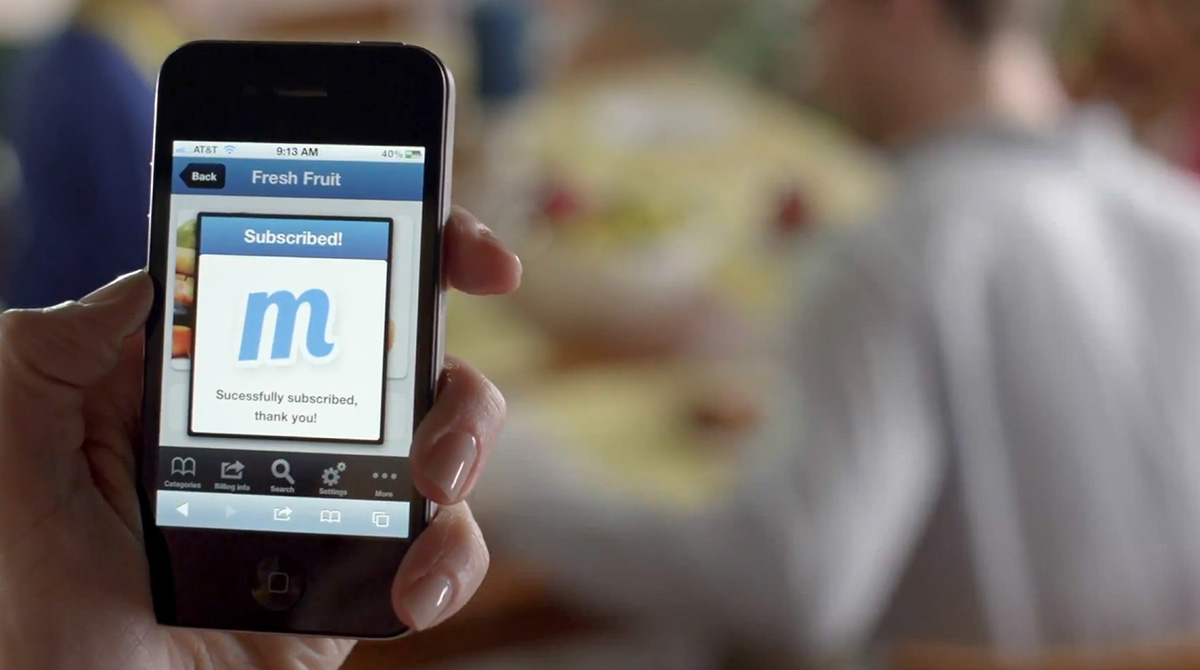 AT&T 9:13 AM 40%
Back Fresh Fruit
Subscribed!
m
Sucessfully subscribed,
thank you!
Categories Billing info Search Settings More